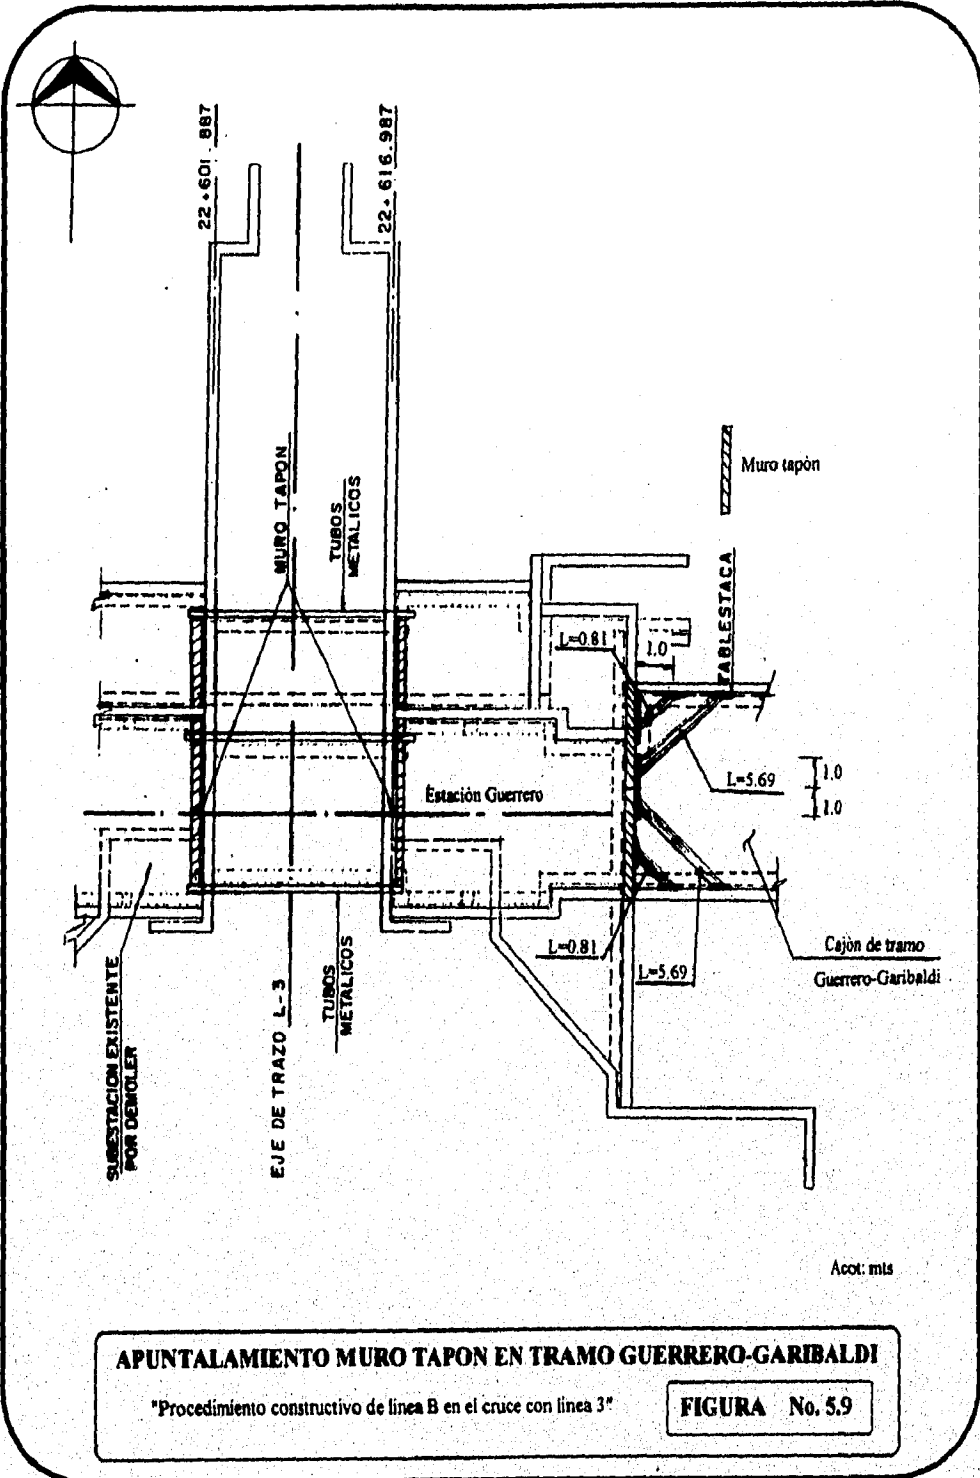 22+601.887
22+616.987
MURO TAPON
TUBOS
METALICOS
Muro tapón
TABLESTACA
L=0.81
1.0
L=5.69
1.0
1.0
Estación Guerrero
L=0.81
L=5.69
Cajón de tramo
Guerrero-Garibaldi
SUBESTACION EXISTENTE
POR DEMOLER
EJE DE TRAZO L-3
TUBOS
METALICOS
Acot: mts
APUNTALAMIENTO MURO TAPON EN TRAMO GUERRERO-GARIBALDI
"Procedimiento constructivo de linea B en el cruce con linea 3"
FIGURA No. 5.9